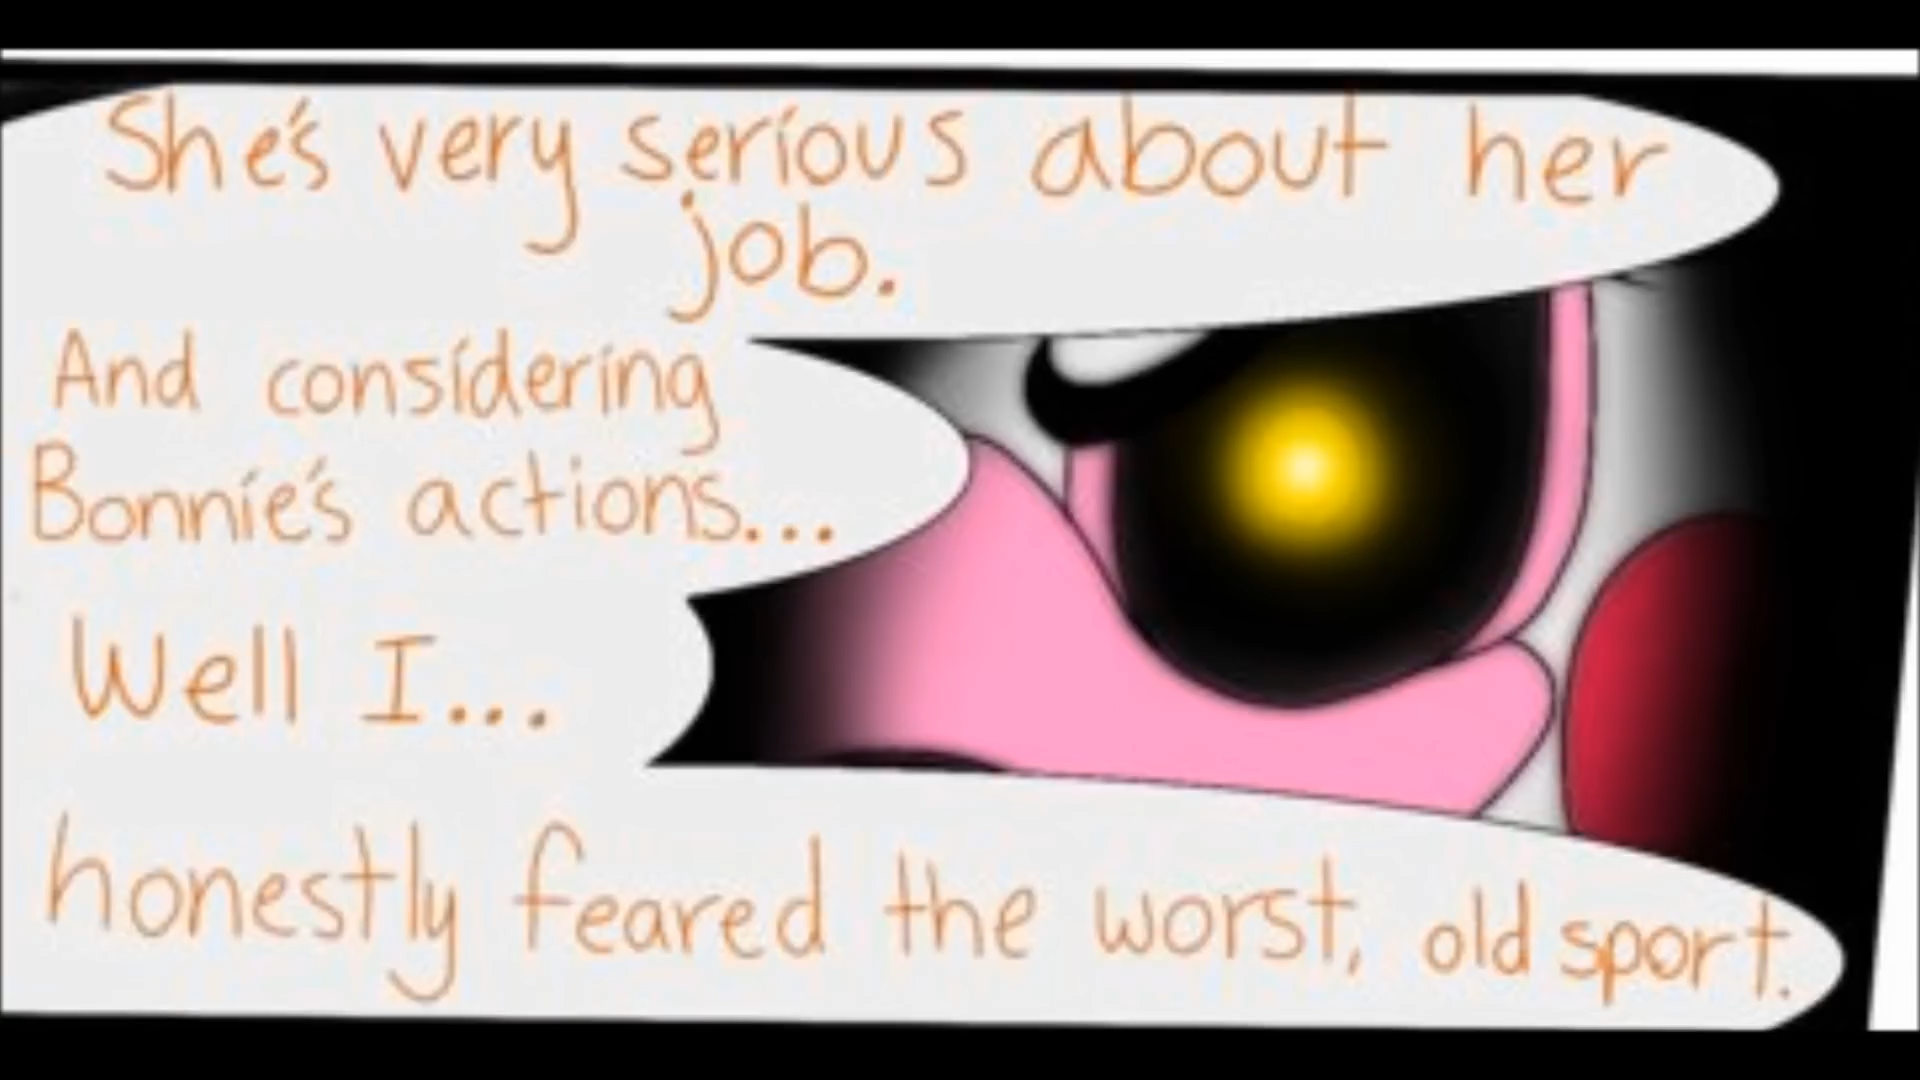 She's very serious about her
job.
And considering
Bonnie's actions...
Well I...
honestly feared the worst, old sport.